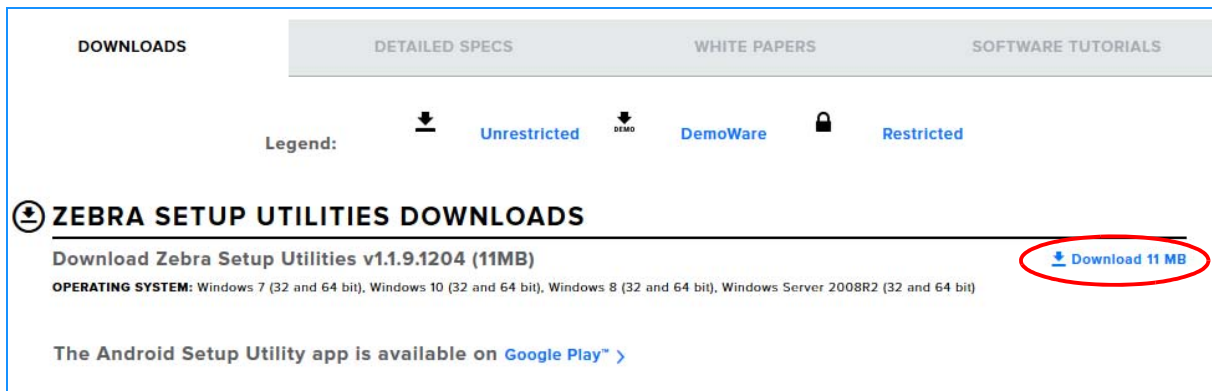 DOWNLOADS DETAILED SPECS WHITE PAPERS SOFTWARE TUTORIALS
Legend: Unrestricted DEMO DemoWare Restricted
ZEBRA SETUP UTILITIES DOWNLOADS
Download Zebra Setup Utilities v1.1.9.1204 (11MB) Download 11 MB
OPERATING SYSTEM: Windows 7 (32 and 64 bit), Windows 10 (32 and 64 bit), Windows 8 (32 and 64 bit), Windows Server 2008R2 (32 and 64 bit)
The Android Setup Utility app is available on Google Play™ >